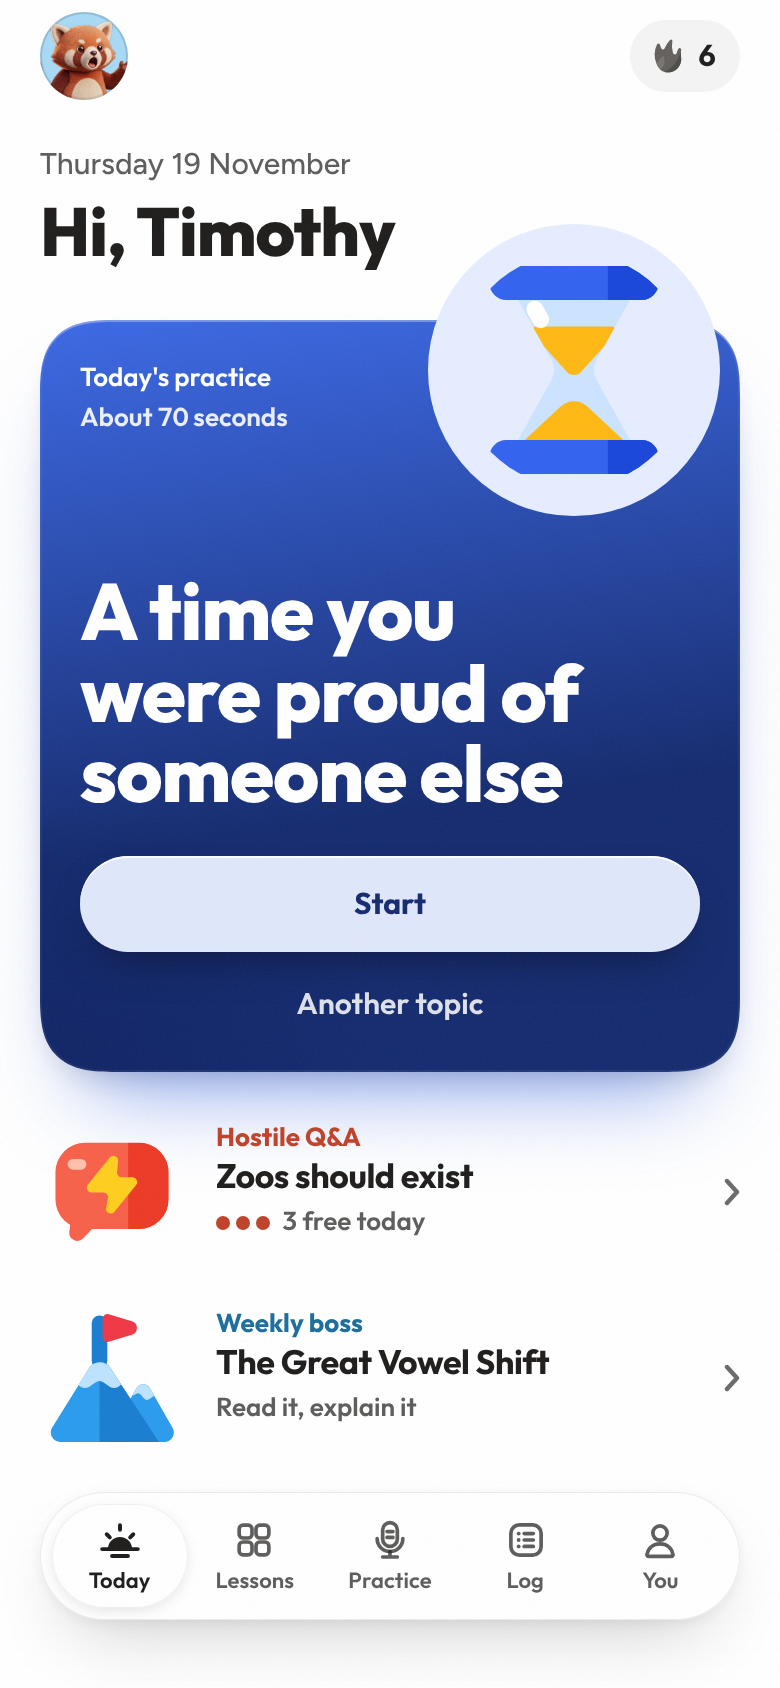 6
Thursday 19 November
Hi, Timothy
Today's practice
About 70 seconds
A time you
were proud of
someone else
Start
Another topic
Hostile Q&A
Zoos should exist
3 free today
Weekly boss
The Great Vowel Shift
Read it, explain it
Today
Lessons
Practice
Log
You